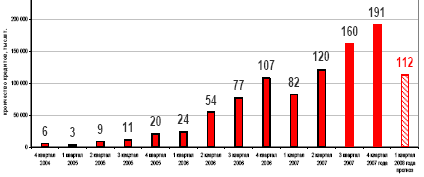 количество кредитов, тыс.шт.
200 000
150 000
100 000
50 000
0
6
3
9
11
20
24
54
77
107
82
120
160
191
112
4 квартал 2004
1 квартал 2005
2 квартал 2005
3 квартал 2005
4 квартал 2005
1 квартал 2006
2 квартал 2006
3 квартал 2006
4 квартал 2006
1 квартал 2007
2 квартал 2007
3 квартал 2007
4 квартал 2007 года
1 квартал 2008 года прогноз